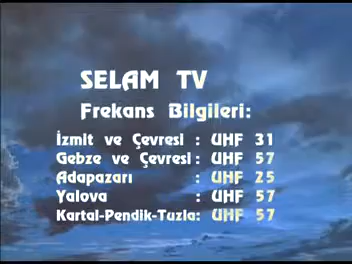 SELAM TV
Frekans Bilgileri:
İzmit ve Çevresi : UHF 31
Gebze ve Çevresi : UHF 57
Adapazarı : UHF 25
Yalova : UHF 57
Kartal-Pendik-Tuzla: UHF 57